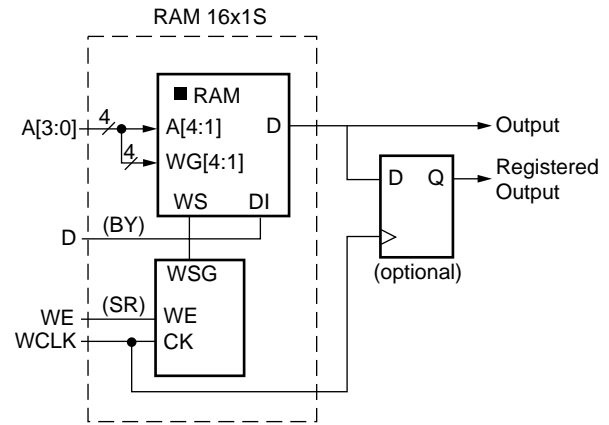 RAM 16x1S
RAM
A[3:0]
4
A[4:1]
D
Output
4
WG[4:1]
D
Q
Registered
Output
WS
DI
D
(BY)
WSG
(optional)
WE
(SR)
WE
WCLK
CK